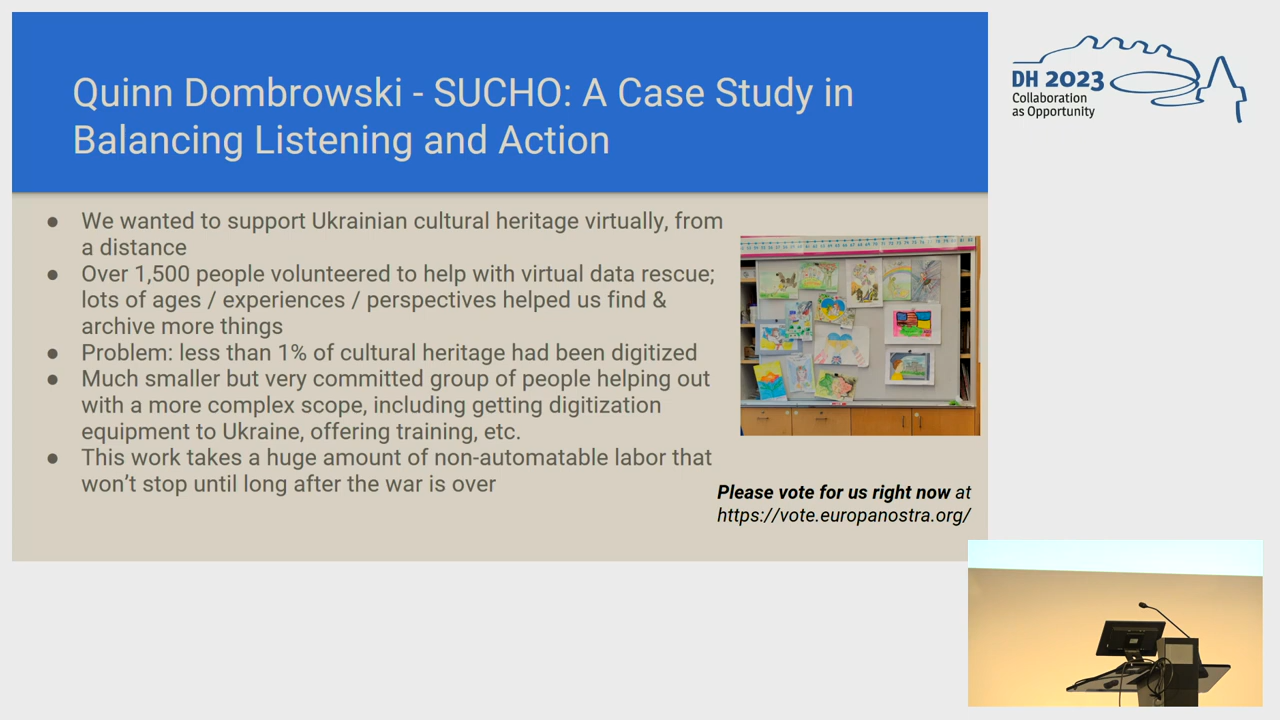 Quinn Dombrowski - SUCHO: A Case Study in
Balancing Listening and Action
● We wanted to support Ukrainian cultural heritage virtually, from
a distance
● Over 1,500 people volunteered to help with virtual data rescue;
lots of ages / experiences / perspectives helped us find &
archive more things
● Problem: less than 1% of cultural heritage had been digitized
● Much smaller but very committed group of people helping out
with a more complex scope, including getting digitization
equipment to Ukraine, offering training, etc.
● This work takes a huge amount of non-automatable labor that
won’t stop until long after the war is over
Please vote for us right now at
https://vote.europanostra.org/
DH 2023
Collaboration
as Opportunity